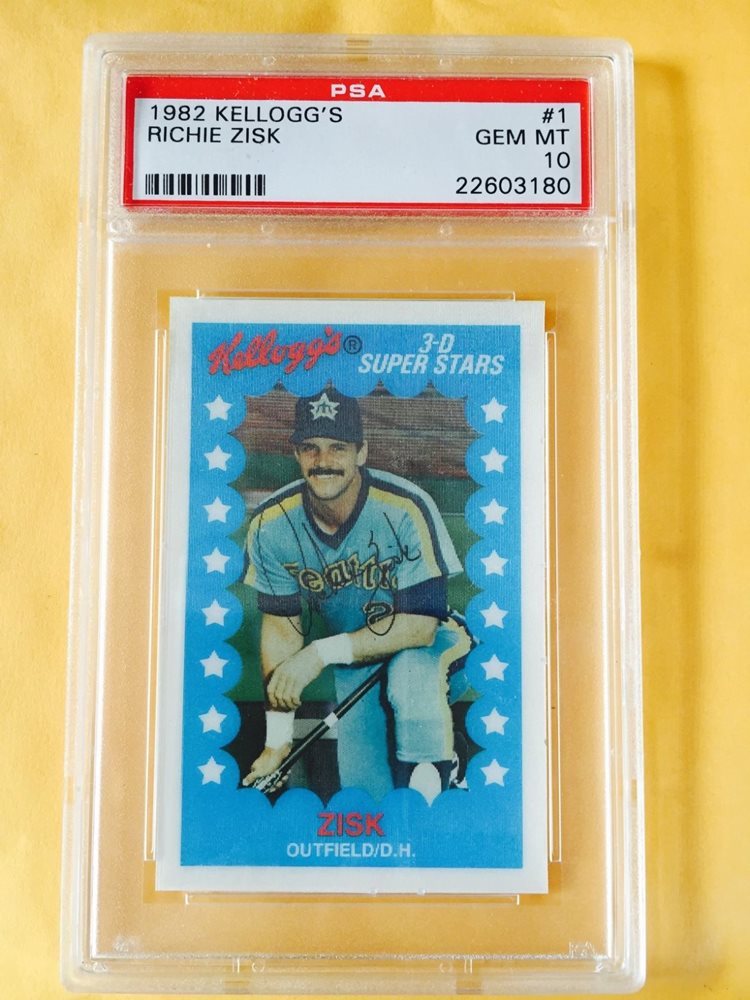 PSA
1982 KELLOGG'S #1
RICHIE ZISK GEM MT
10
22603180
Kellogg's®
3-D
SUPER STARS
ZISK
OUTFIELD/D.H.